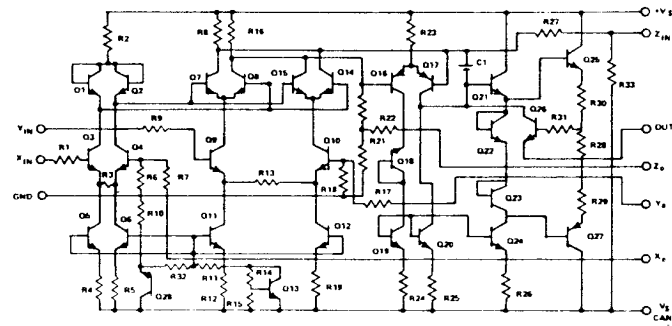 +VS
R2
R8
R16
R23
R27
ZIN
Q25
R33
C1
Q1
Q2
Q7
Q8
Q15
Q14
Q16
Q17
Q21
Q26
R30
R31
YIN
R9
Q3
Q4
Q9
Q10
R22
R21
Q22
R28
OUT
XIN
R1
R3
R6
R7
R13
R18
R17
Q18
Zo
GND
R10
Q23
R29
Yo
Q5
Q6
Q11
Q12
Q19
Q20
Q24
Q27
R32
R11
R14
Q13
R4
R5
Q28
R12
R15
R19
R24
R25
R26
VS
CAN